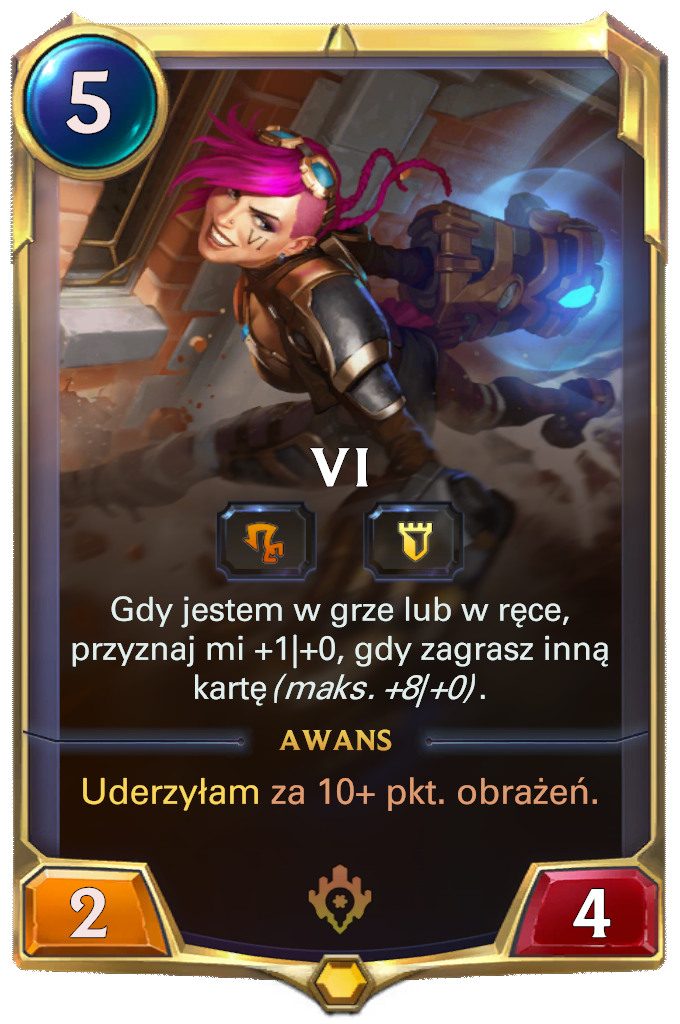 5
VI
VI
Gdy jestem w grze lub w ręce,
przyznaj mi +1|+0, gdy zagrasz inną
kartę (maks. +8|+0).
AWANS
Uderzyłam za 10+ pkt. obrażeń.
2
4